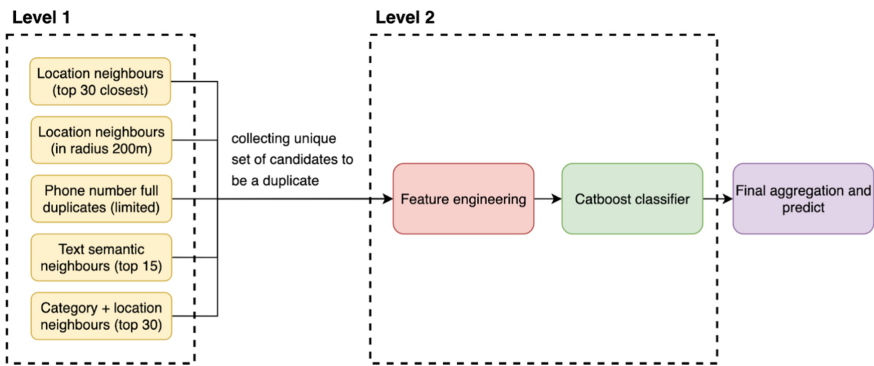 Level 1
Location neighbours
(top 30 closest)
Location neighbours
(in radius 200m)
Phone number full
duplicates (limited)
Text semantic
neighbours (top 15)
Category + location
neighbours (top 30)
collecting unique
set of candidates to
be a duplicate
Level 2
Feature engineering
Catboost classifier
Final aggregation and
predict